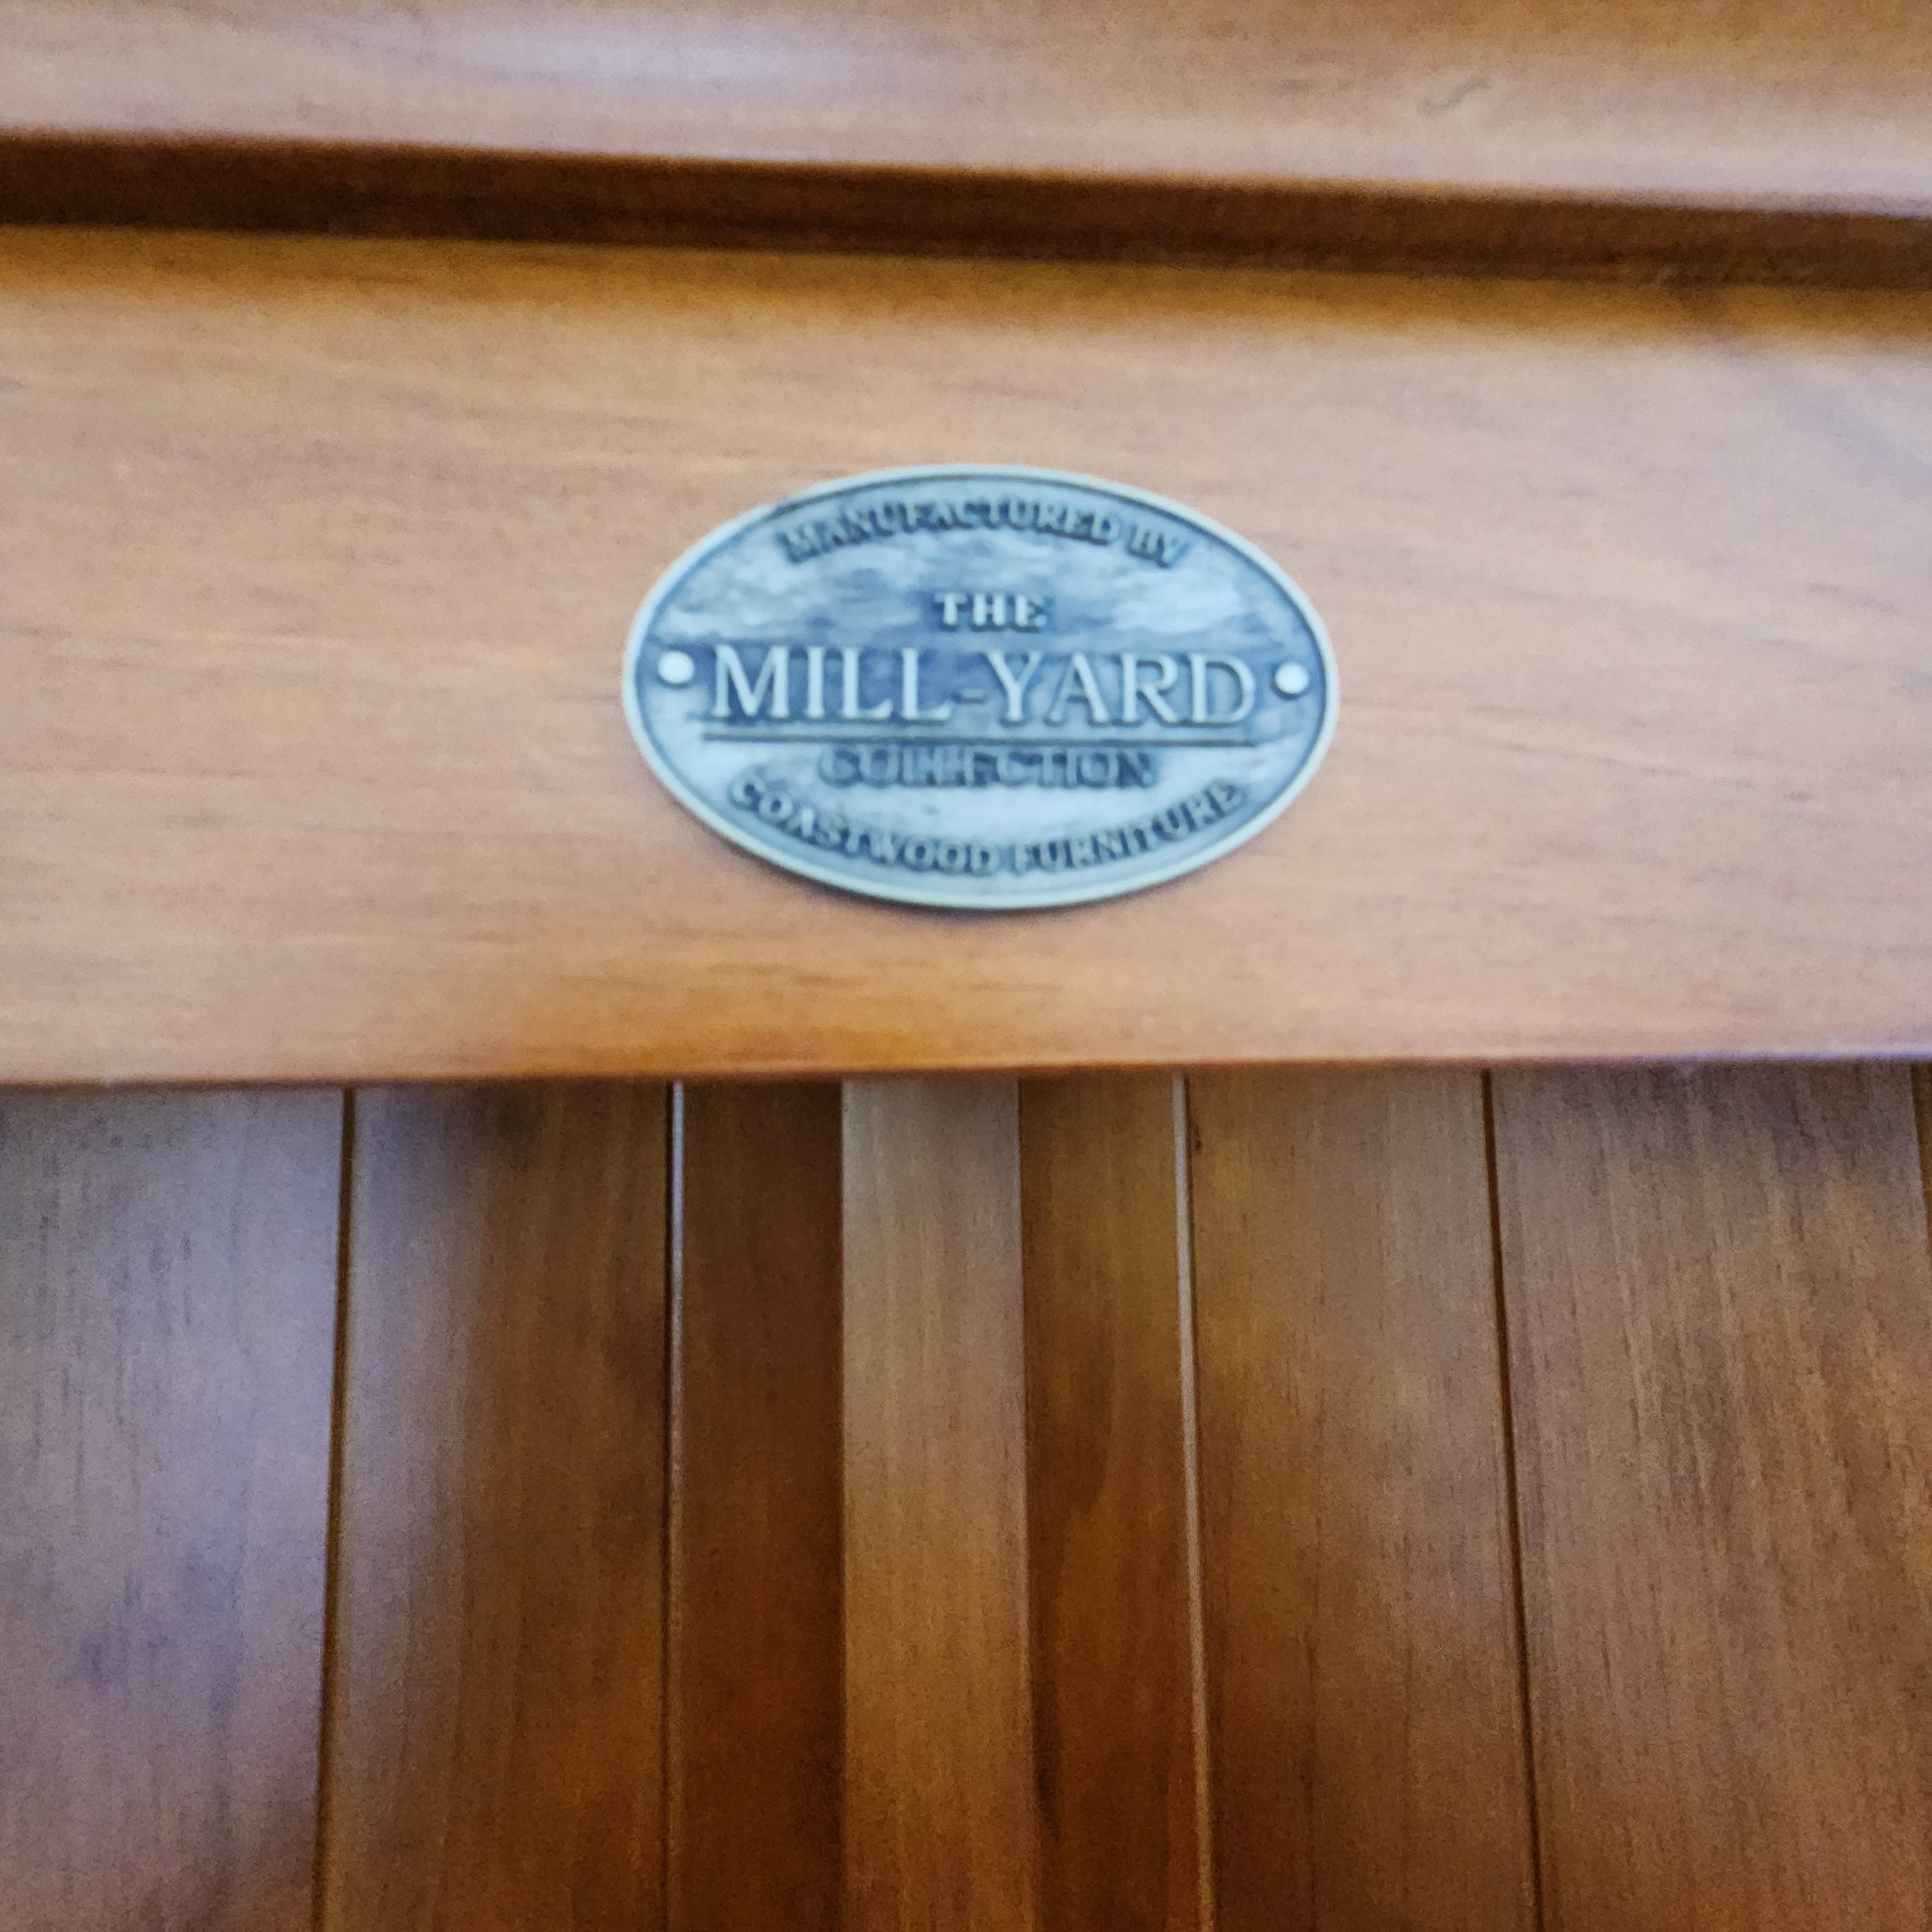 MANUFACTURED BY
THE
MILL-YARD
COLLECTION
COASTWOOD FURNITURE